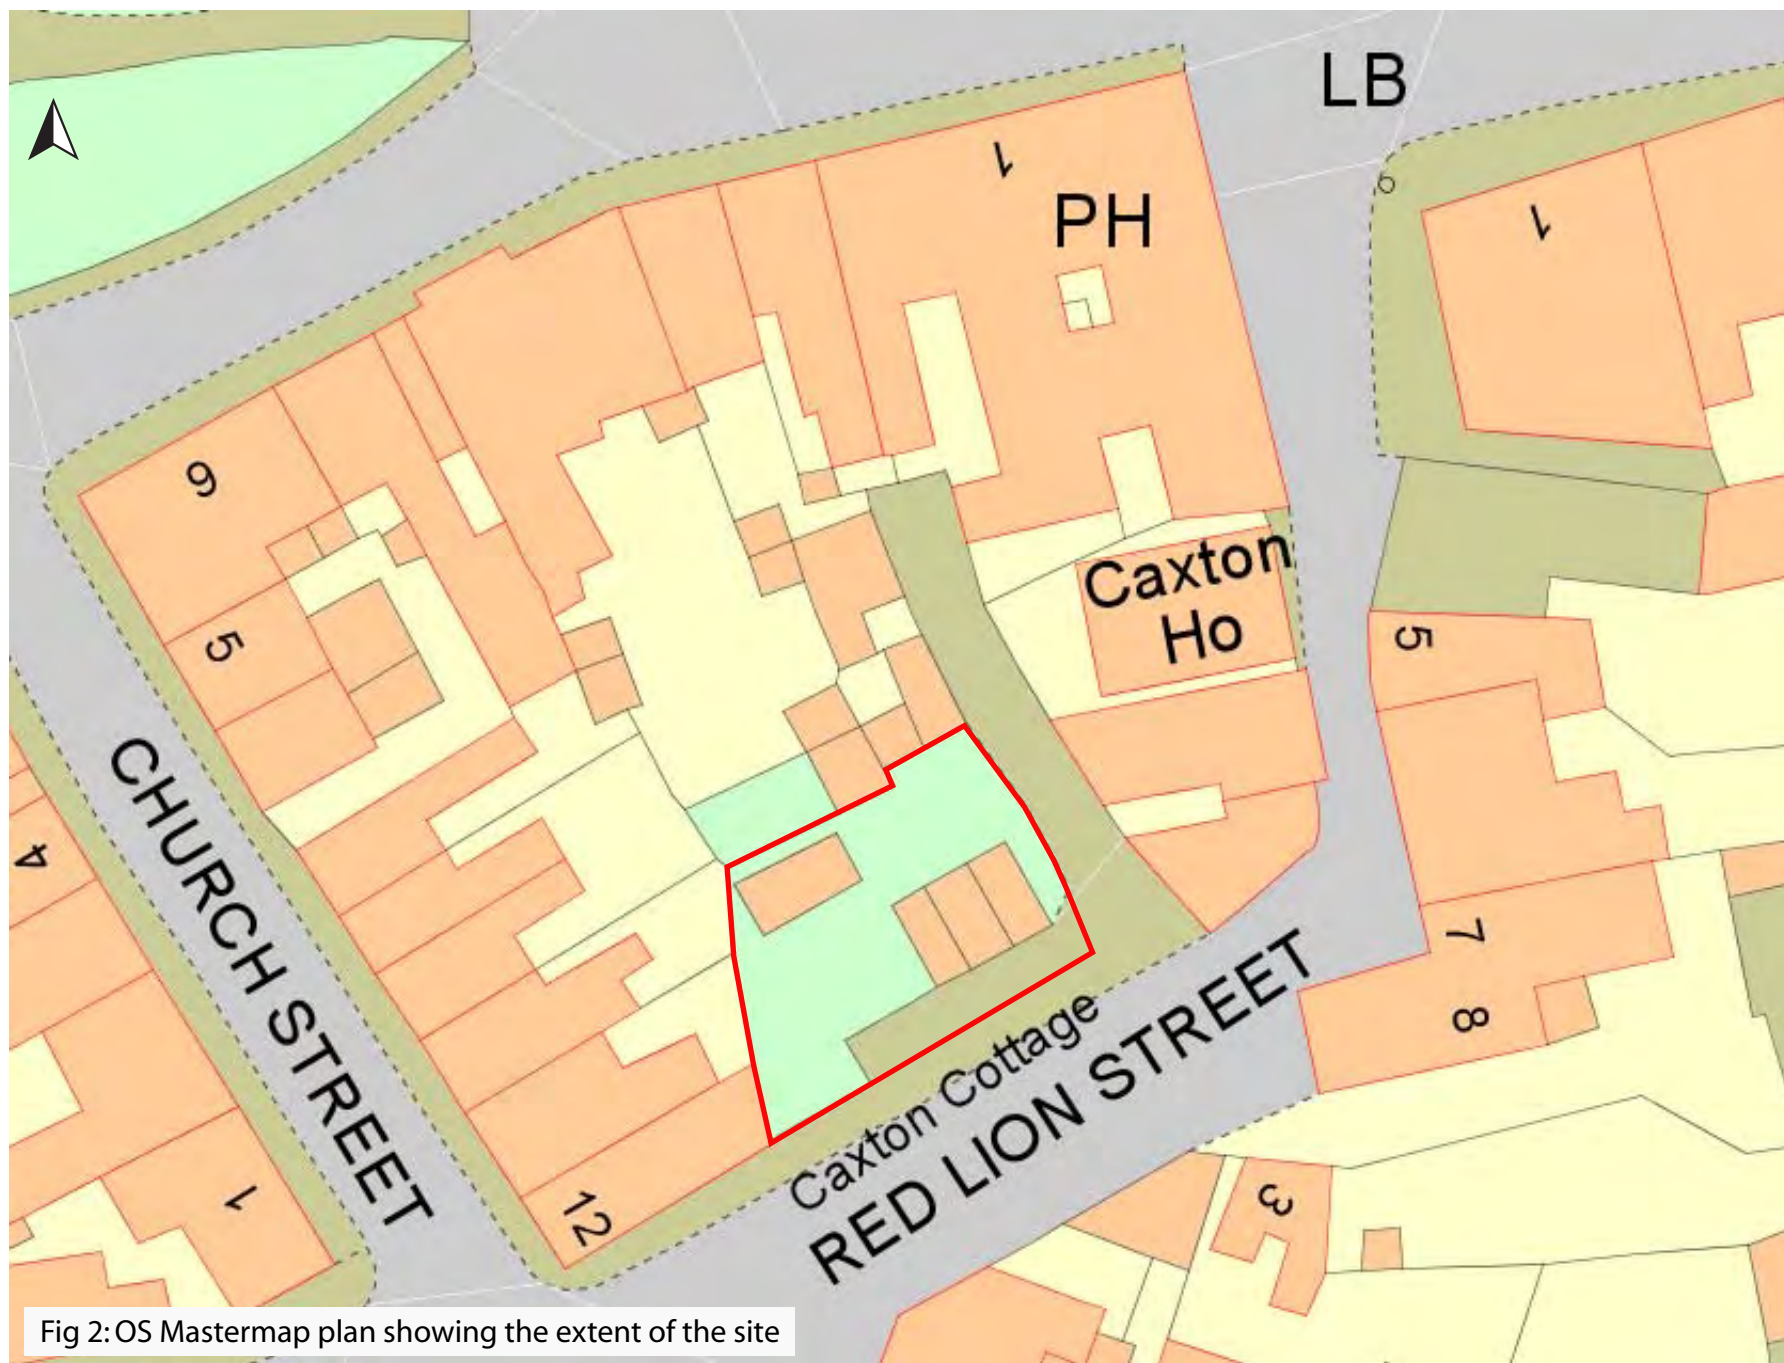 LB
1
PH
1
6
Caxton
Ho
5
5
CHURCH STREET
4
7
8
Caxton Cottage
RED LION STREET
1
12
3
Fig 2: OS Mastermap plan showing the extent of the site